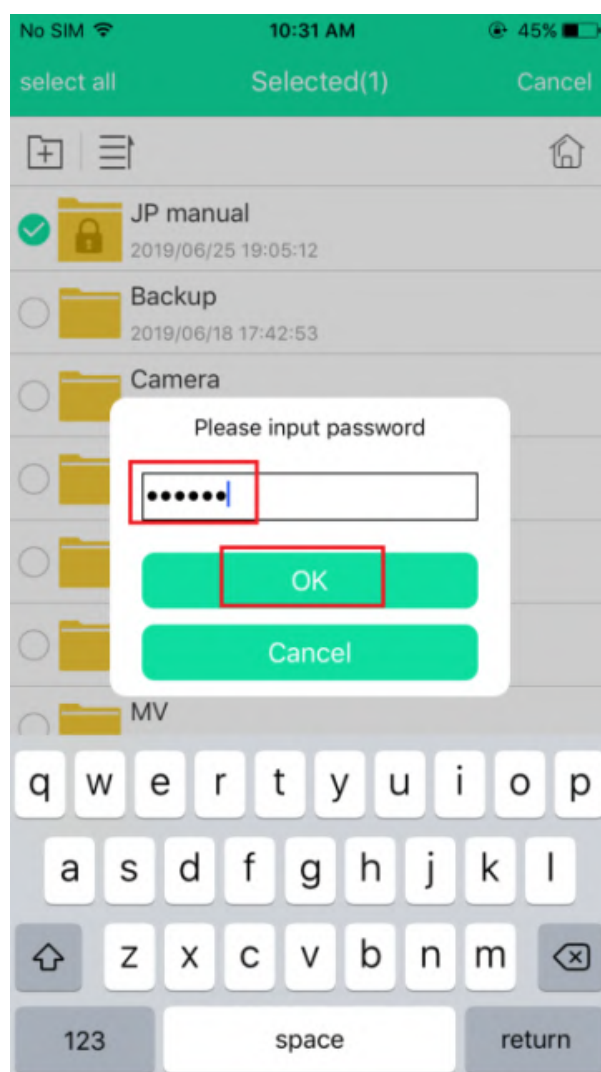 No SIM 10:31 AM 45%
select all Selected(1) Cancel
JP manual
2019/06/25 19:05:12
Backup
2019/06/18 17:42:53
Camera
Please input password
••••••
OK
Cancel
MV
q w e r t y u i o p
a s d f g h j k l
z x c v b n m
123 space return